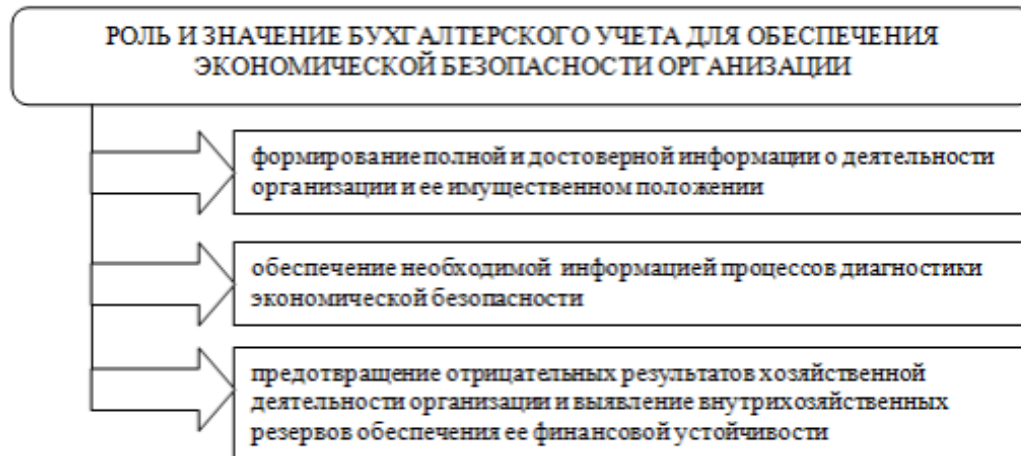 РОЛЬ И ЗНАЧЕНИЕ БУХГАЛТЕРСКОГО УЧЕТА ДЛЯ ОБЕСПЕЧЕНИЯ
ЭКОНОМИЧЕСКОЙ БЕЗОПАСНОСТИ ОРГАНИЗАЦИИ
формирование полной и достоверной информации о деятельности
организации и ее имущественном положении
обеспечение необходимой информацией процессов диагностики
экономической безопасности
предотвращение отрицательных результатов хозяйственной
деятельности организации и выявление внутрихозяйственных
резервов обеспечения ее финансовой устойчивости